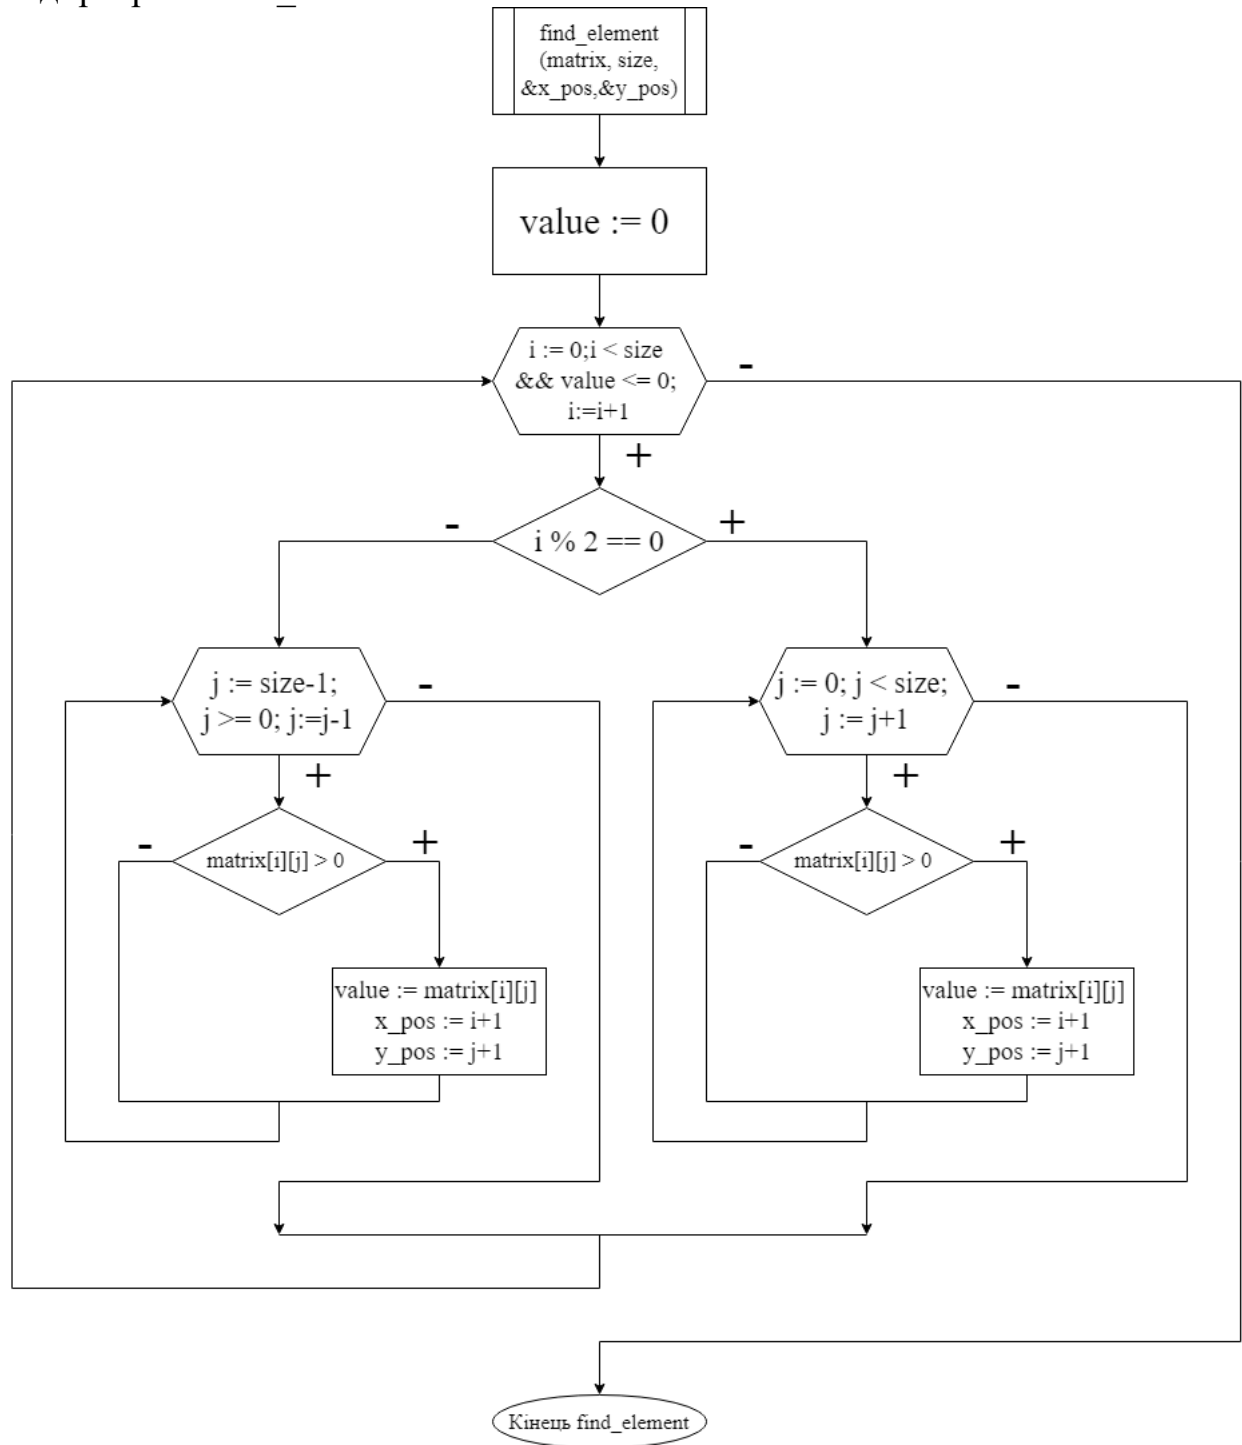 find_element
(matrix, size,
&x_pos,&y_pos)
value := 0
i := 0;i < size
&& value <= 0;
i:=i+1
-
+
i % 2 == 0
-
+
j := size-1;
j >= 0; j:=j-1
-
+
matrix[i][j] > 0
-
+
value := matrix[i][j]
x_pos := i+1
y_pos := j+1
j := 0; j < size;
j := j+1
-
+
matrix[i][j] > 0
-
+
value := matrix[i][j]
x_pos := i+1
y_pos := j+1
Кінець find_element